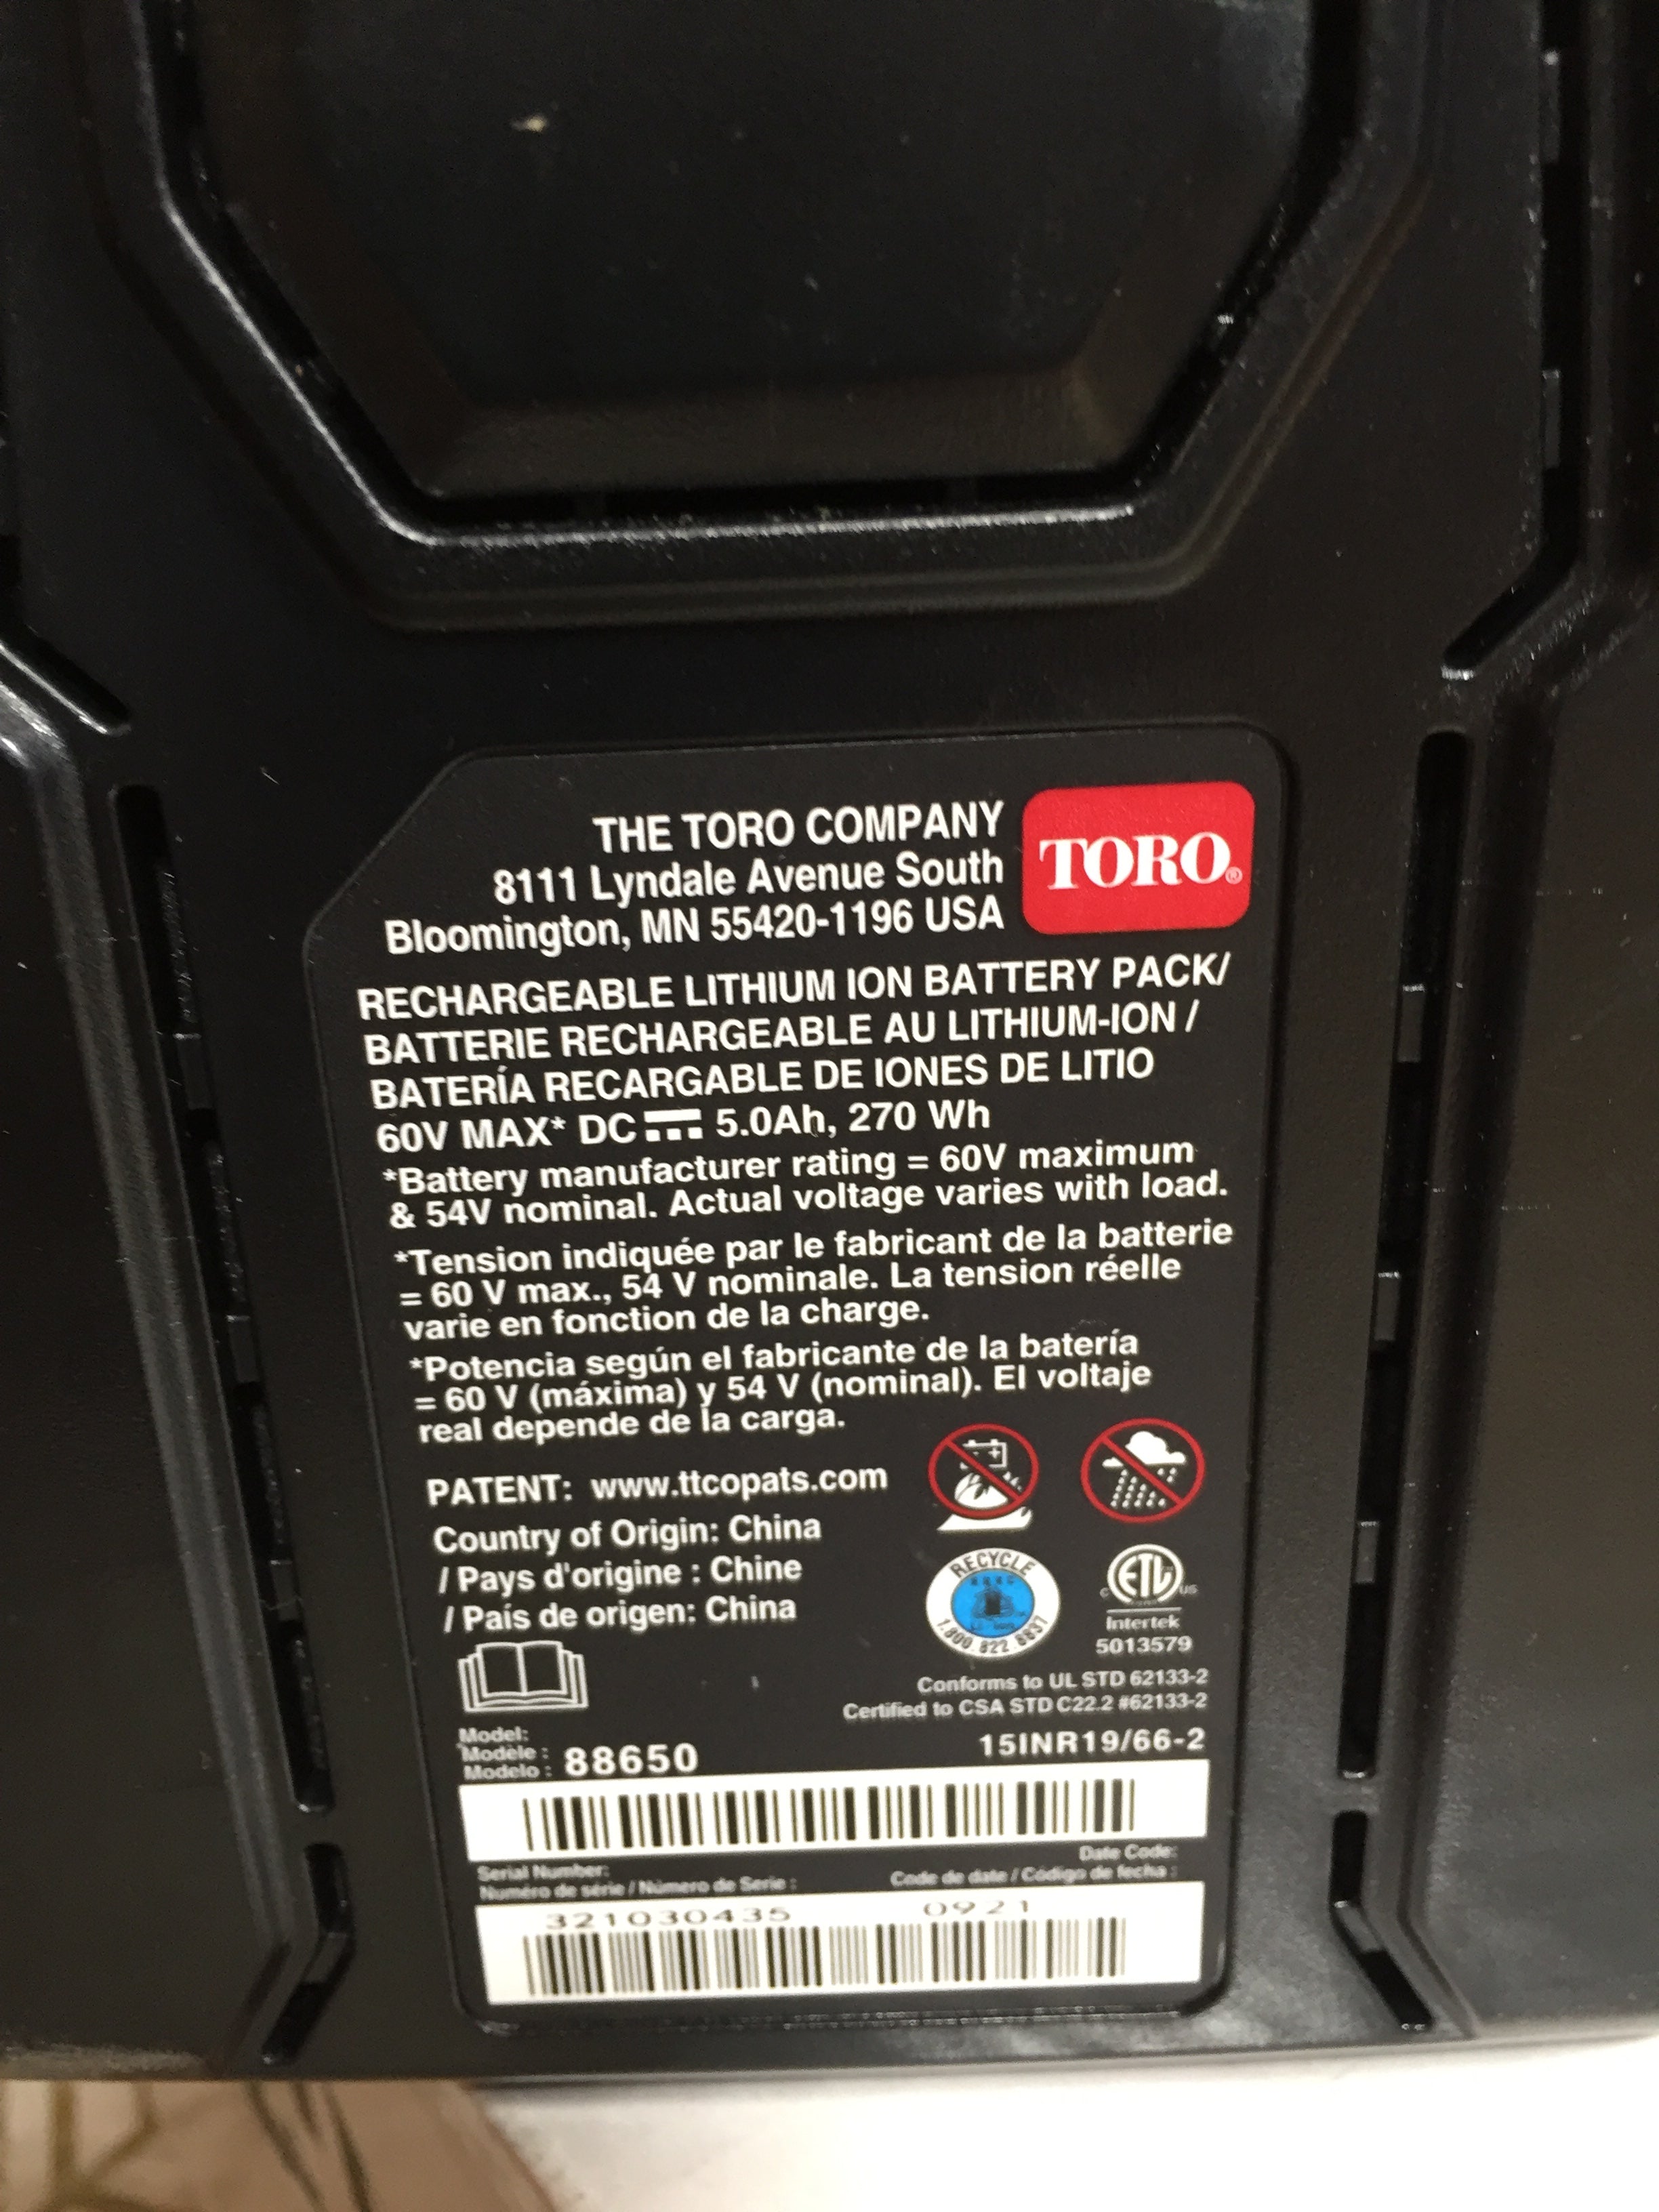 THE TORO COMPANY
8111 Lyndale Avenue South
Bloomington, MN 55420-1196 USA
TORO®
RECHARGEABLE LITHIUM ION BATTERY PACK/
BATTERIE RECHARGEABLE AU LITHIUM-ION /
BATERÍA RECARGABLE DE IONES DE LITIO
60V MAX* DC 5.0Ah, 270 Wh
*Battery manufacturer rating = 60V maximum
& 54V nominal. Actual voltage varies with load.
*Tension indiquée par le fabricant de la batterie
= 60 V max., 54 V nominale. La tension réelle
varie en fonction de la charge.
*Potencia según el fabricante de la batería
= 60 V (máxima) y 54 V (nominal). El voltaje
real depende de la carga.
PATENT: www.ttcopats.com
Country of Origin: China
/ Pays d'origine : Chine
/ País de origen: China
RECYCLE
1.800.822.8837
c ETL US
Intertek
5013579
Conforms to UL STD 62133-2
Certified to CSA STD C22.2 #62133-2
15INR19/66-2
Model:
Modèle :
Modelo : 88650
Serial Number:
Numéro de série / Número de Serie :
Date Code:
Code de date / Código de fecha :
321030435 0921